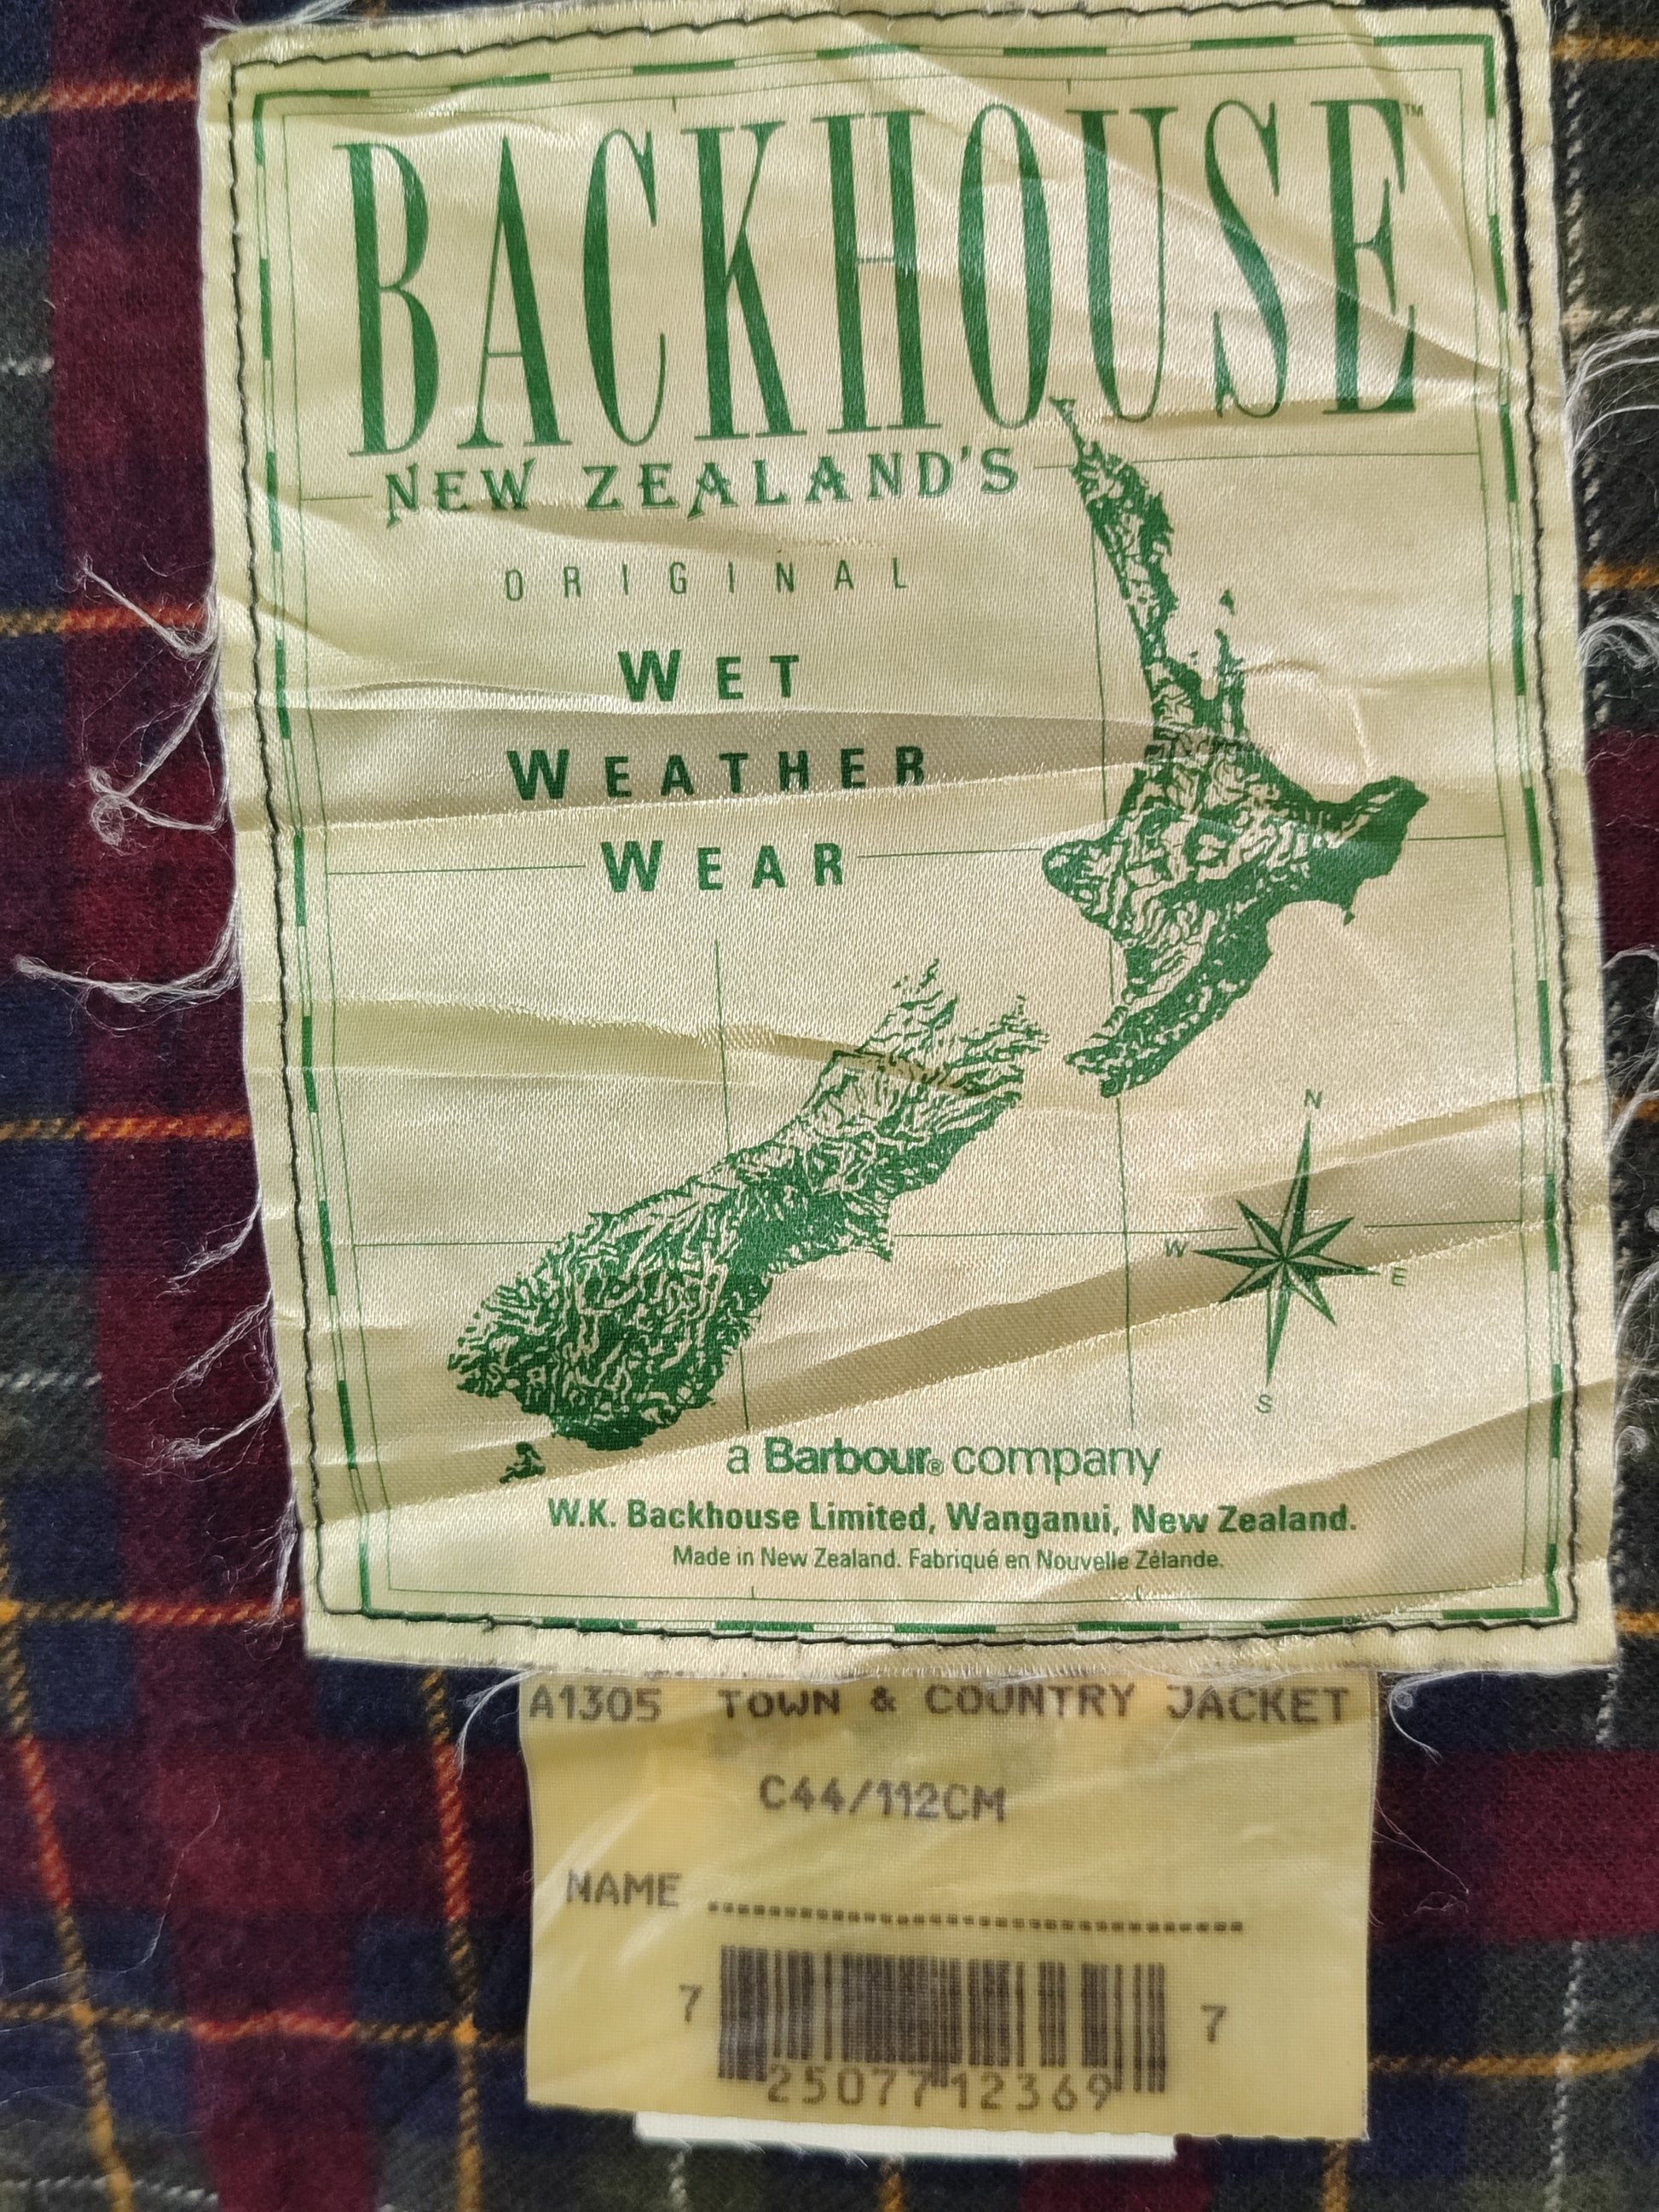 BACKHOUSE™
NEW ZEALAND'S
ORIGINAL
WET
WEATHER
WEAR
N
W
E
S
a Barbour® company
W.K. Backhouse Limited, Wanganui, New Zealand.
Made in New Zealand. Fabriqué en Nouvelle Zélande.
A1305 TOWN & COUNTRY JACKET
C44/112CM
NAME ........................................
7 25077 12369 7